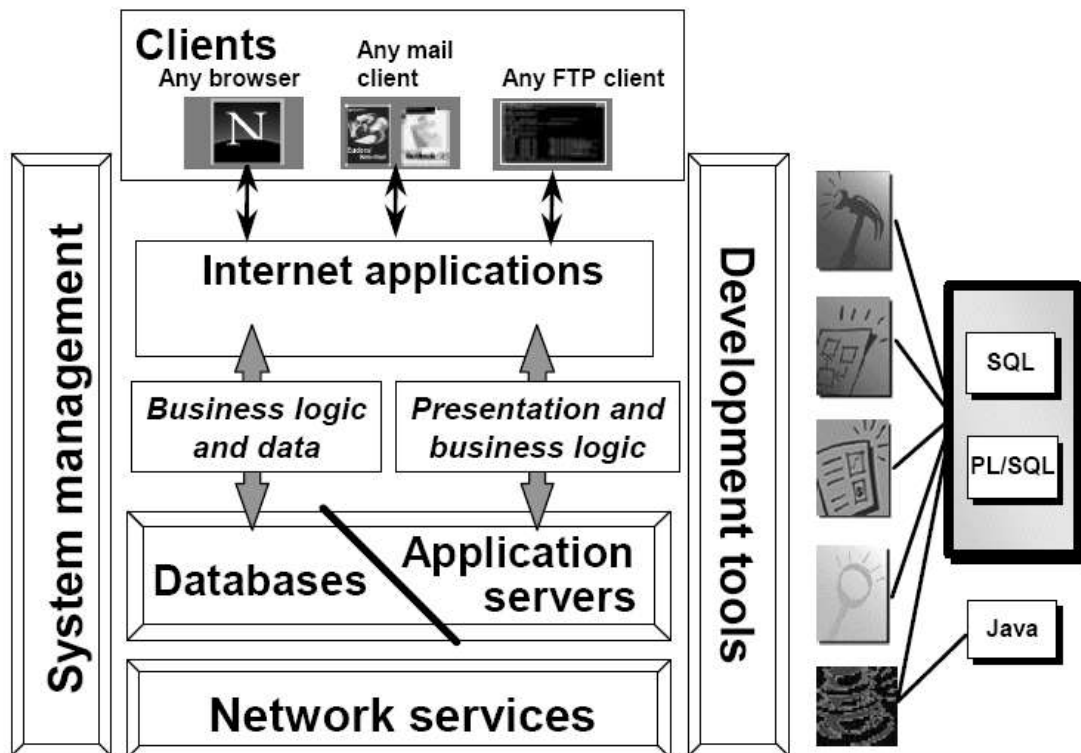 Clients
Any browser
Any mail
client
Any FTP client
N
System management
Internet applications
Development tools
Business logic
and data
Presentation and
business logic
Databases
Application
servers
Network services
SQL
PL/SQL
Java